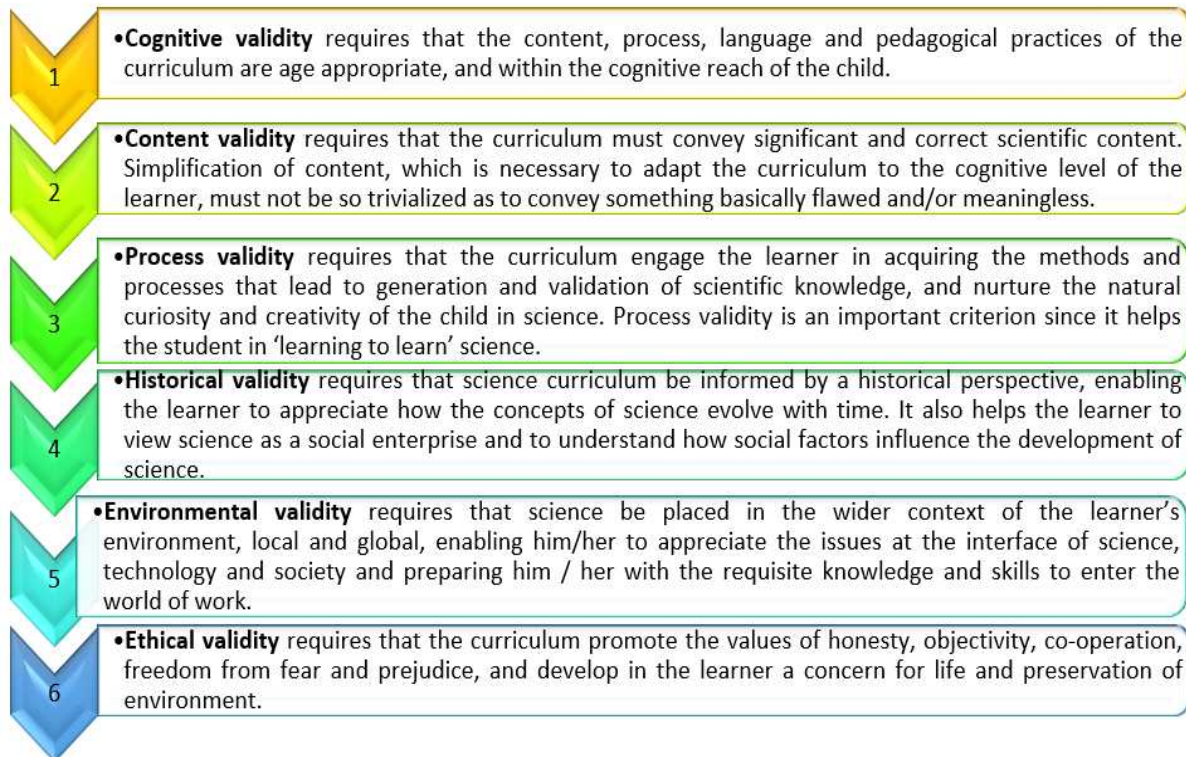 1
•Cognitive validity requires that the content, process, language and pedagogical practices of the
curriculum are age appropriate, and within the cognitive reach of the child.
2
•Content validity requires that the curriculum must convey significant and correct scientific content.
Simplification of content, which is necessary to adapt the curriculum to the cognitive level of the
learner, must not be so trivialized as to convey something basically flawed and/or meaningless.
3
•Process validity requires that the curriculum engage the learner in acquiring the methods and
processes that lead to generation and validation of scientific knowledge, and nurture the natural
curiosity and creativity of the child in science. Process validity is an important criterion since it helps
the student in ‘learning to learn’ science.
4
•Historical validity requires that science curriculum be informed by a historical perspective, enabling
the learner to appreciate how the concepts of science evolve with time. It also helps the learner to
view science as a social enterprise and to understand how social factors influence the development of
science.
5
•Environmental validity requires that science be placed in the wider context of the learner’s
environment, local and global, enabling him/her to appreciate the issues at the interface of science,
technology and society and preparing him / her with the requisite knowledge and skills to enter the
world of work.
6
•Ethical validity requires that the curriculum promote the values of honesty, objectivity, co-operation,
freedom from fear and prejudice, and develop in the learner a concern for life and preservation of
environment.